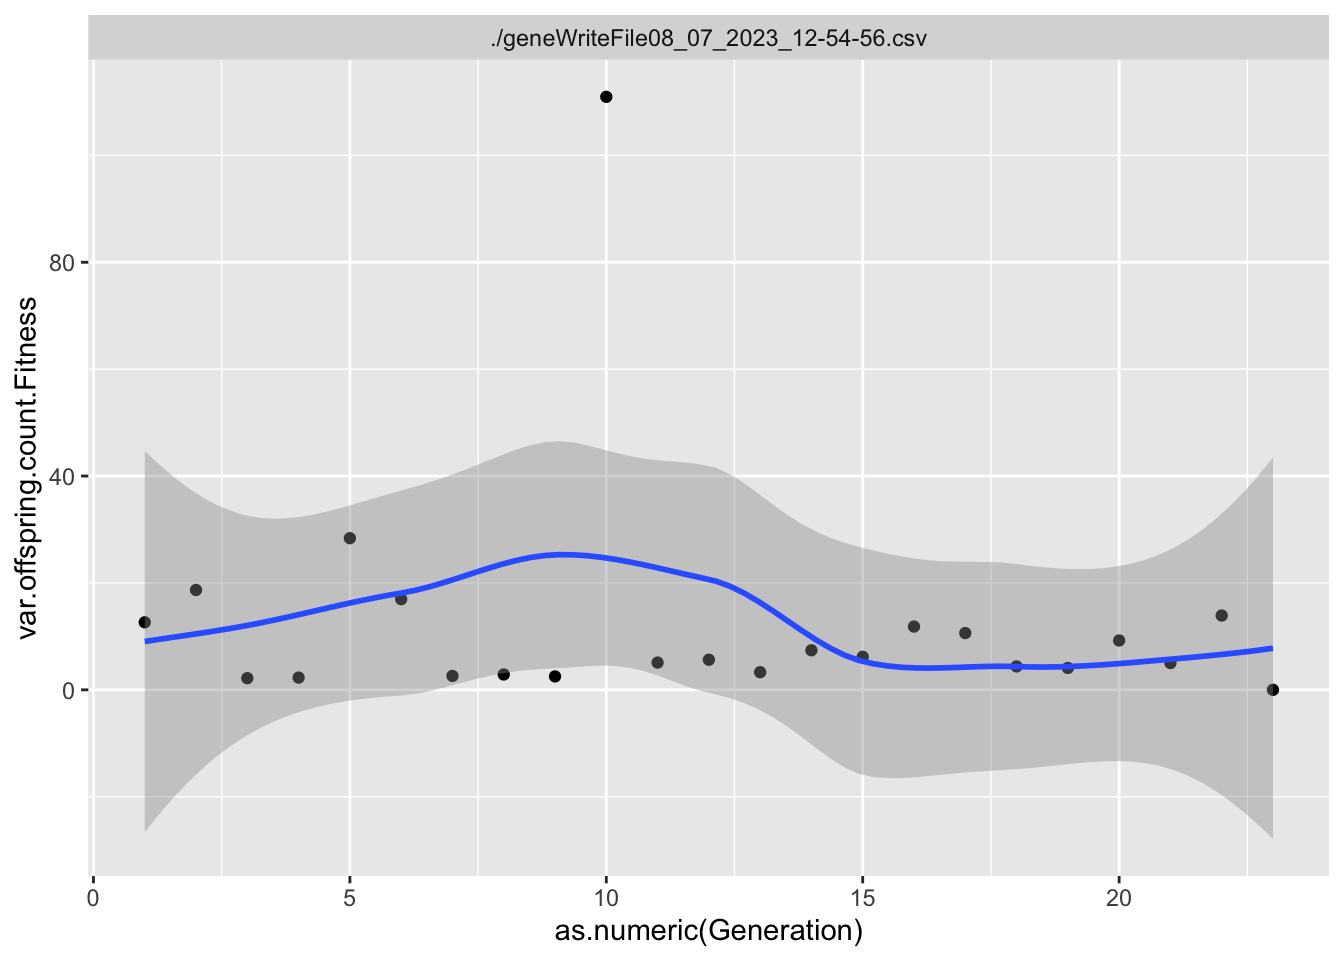 ./geneWriteFile08_07_2023_12-54-56.csv
var.offspring.count.Fitness
80
40
0
0
5
10
15
20
as.numeric(Generation)